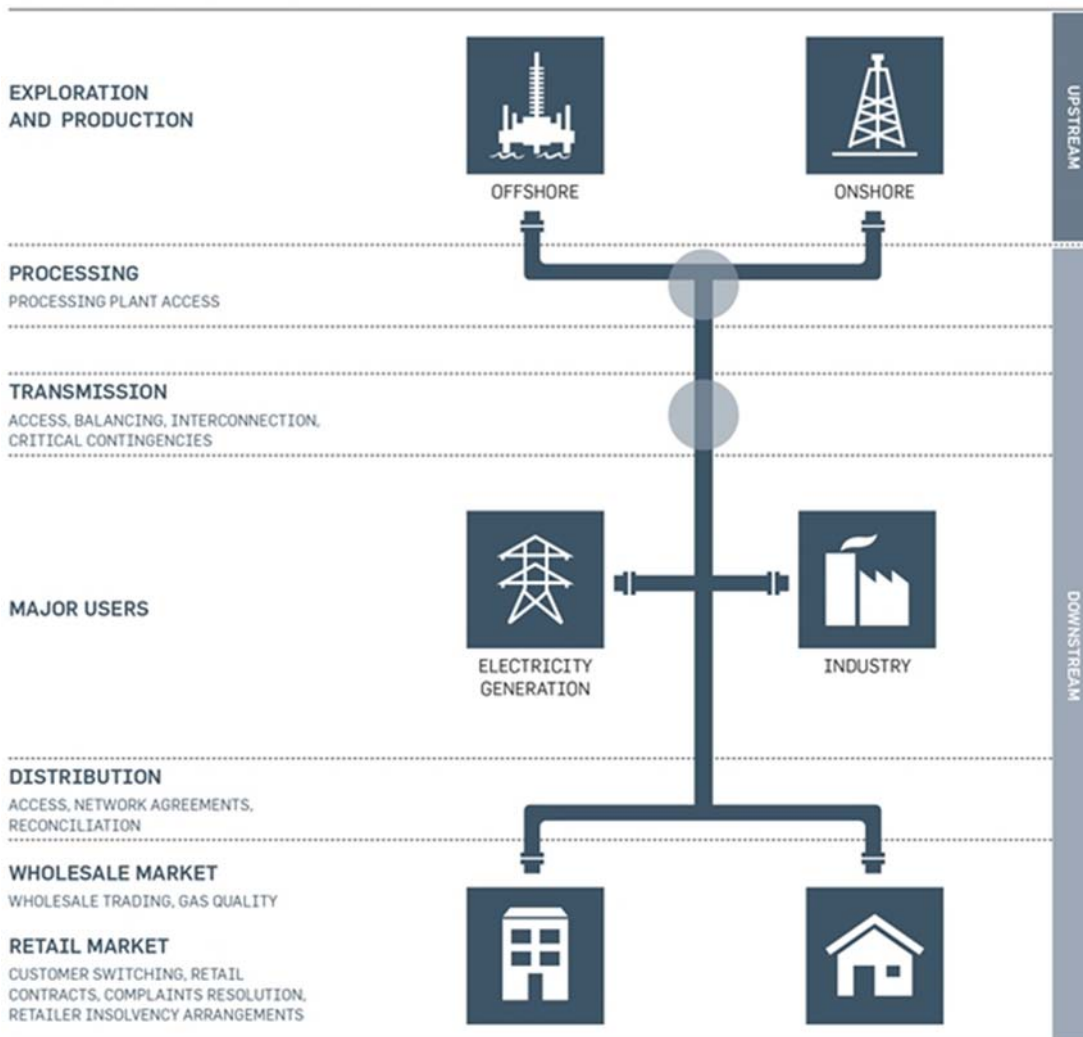 EXPLORATION
AND PRODUCTION
OFFSHORE
ONSHORE
UPSTREAM
PROCESSING
PROCESSING PLANT ACCESS
TRANSMISSION
ACCESS, BALANCING, INTERCONNECTION,
CRITICAL CONTINGENCIES
MAJOR USERS
ELECTRICITY
GENERATION
INDUSTRY
DOWNSTREAM
DISTRIBUTION
ACCESS, NETWORK AGREEMENTS,
RECONCILIATION
WHOLESALE MARKET
WHOLESALE TRADING, GAS QUALITY
RETAIL MARKET
CUSTOMER SWITCHING, RETAIL
CONTRACTS, COMPLAINTS RESOLUTION,
RETAILER INSOLVENCY ARRANGEMENTS